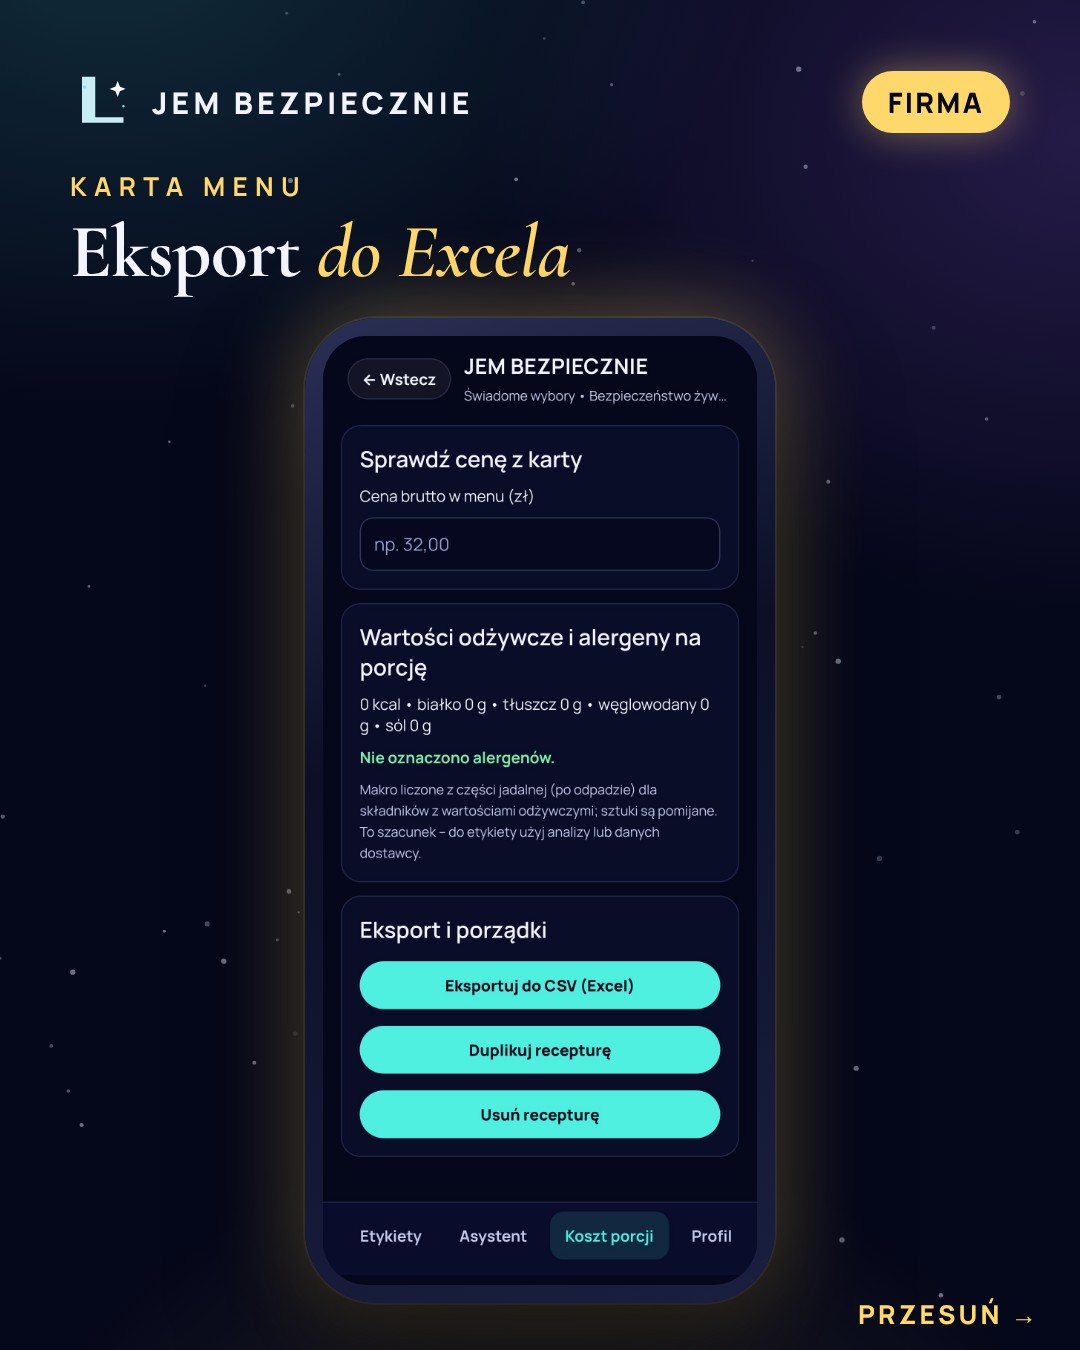 JEM BEZPIECZNIE
FIRMA
KARTA MENU
Eksport do Excela
← Wstecz
JEM BEZPIECZNIE
Świadome wybory • Bezpieczeństwo żyw…
Sprawdź cenę z karty
Cena brutto w menu (zł)
np. 32,00
Wartości odżywcze i alergeny na
porcję
0 kcal • białko 0 g • tłuszcz 0 g • węglowodany 0
g • sól 0 g
Nie oznaczono alergenów.
Makro liczone z części jadalnej (po odpadzie) dla
składników z wartościami odżywczymi; sztuki są pomijane.
To szacunek – do etykiety użyj analizy lub danych
dostawcy.
Eksport i porządki
Eksportuj do CSV (Excel)
Duplikuj recepturę
Usuń recepturę
Etykiety Asystent Koszt porcji Profil
PRZESUŃ →